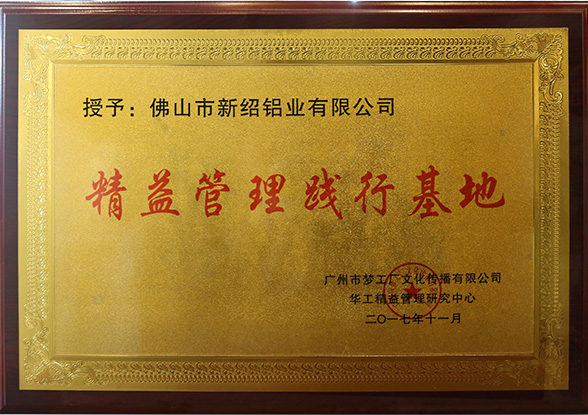 授予：佛山市新绍铝业有限公司
精益管理践行基地
广州市梦工厂文化传播有限公司
华工精益管理研究中心
二〇一七年十一月